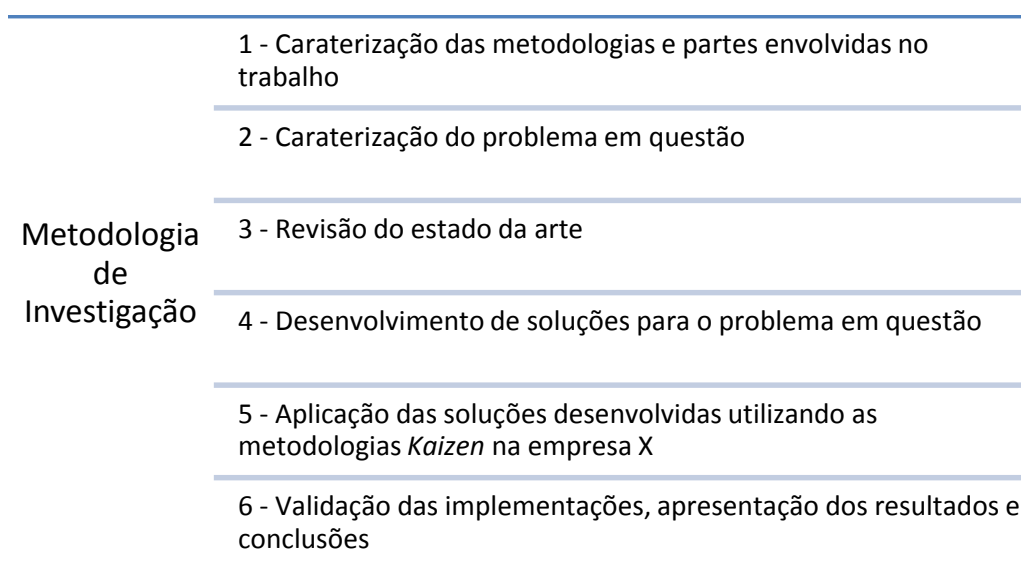 Metodologia
de
Investigação
1 - Caraterização das metodologias e partes envolvidas no
trabalho
2 - Caraterização do problema em questão
3 - Revisão do estado da arte
4 - Desenvolvimento de soluções para o problema em questão
5 - Aplicação das soluções desenvolvidas utilizando as
metodologias Kaizen na empresa X
6 - Validação das implementações, apresentação dos resultados e
conclusões